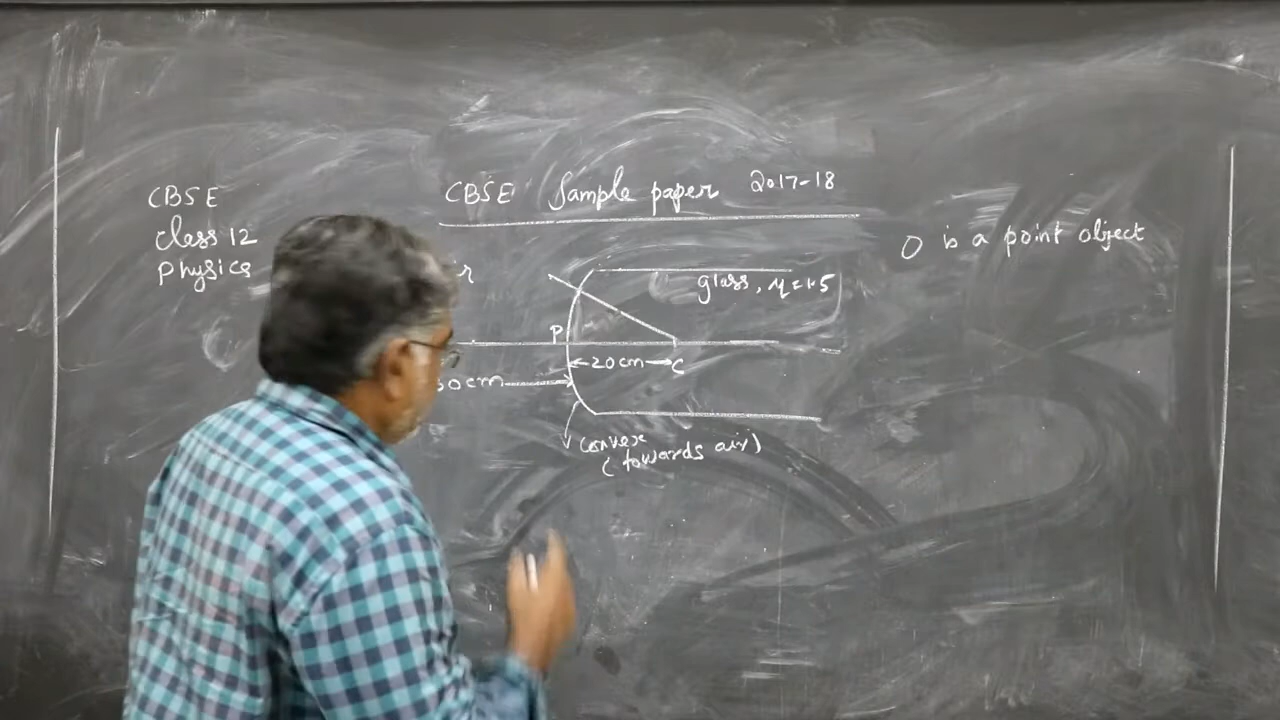 CBSE
Class 12
Physics
CBSE Sample paper 2017-18
O is a point object
glass, μ=1.5
P
←20cm→
C
0cm
convex
(towards air)